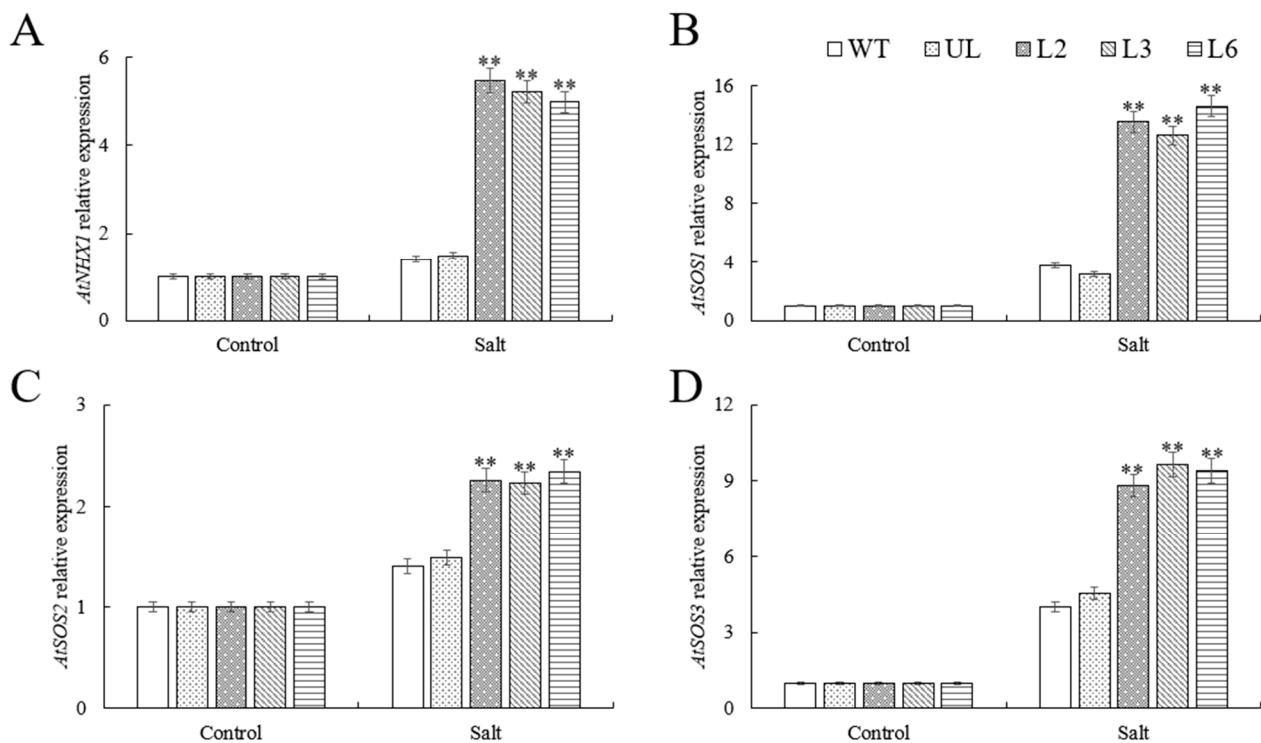 A
B
WT UL L2 L3 L6
AtNHX1 relative expression
6
4
2
1
0
** ** **
Control Salt
AtSOS1 relative expression
16
12
8
4
0
** ** **
Control Salt
C
D
AtSOS2 relative expression
3
2
1
0
** ** **
Control Salt
AtSOS3 relative expression
12
9
6
3
0
** ** **
Control Salt